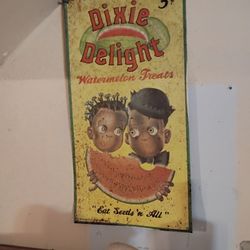 5¢
Dixie
Delight
Watermelon Treats
"Eat Seeds 'n All"